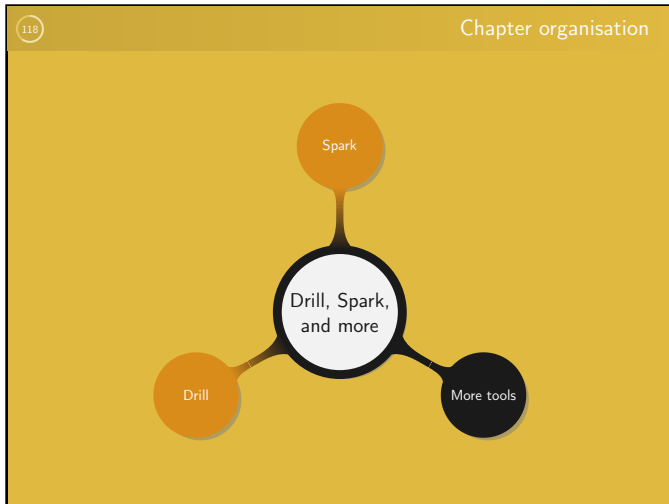 118
Chapter organisation
Spark
Drill, Spark,
and more
Drill
More tools